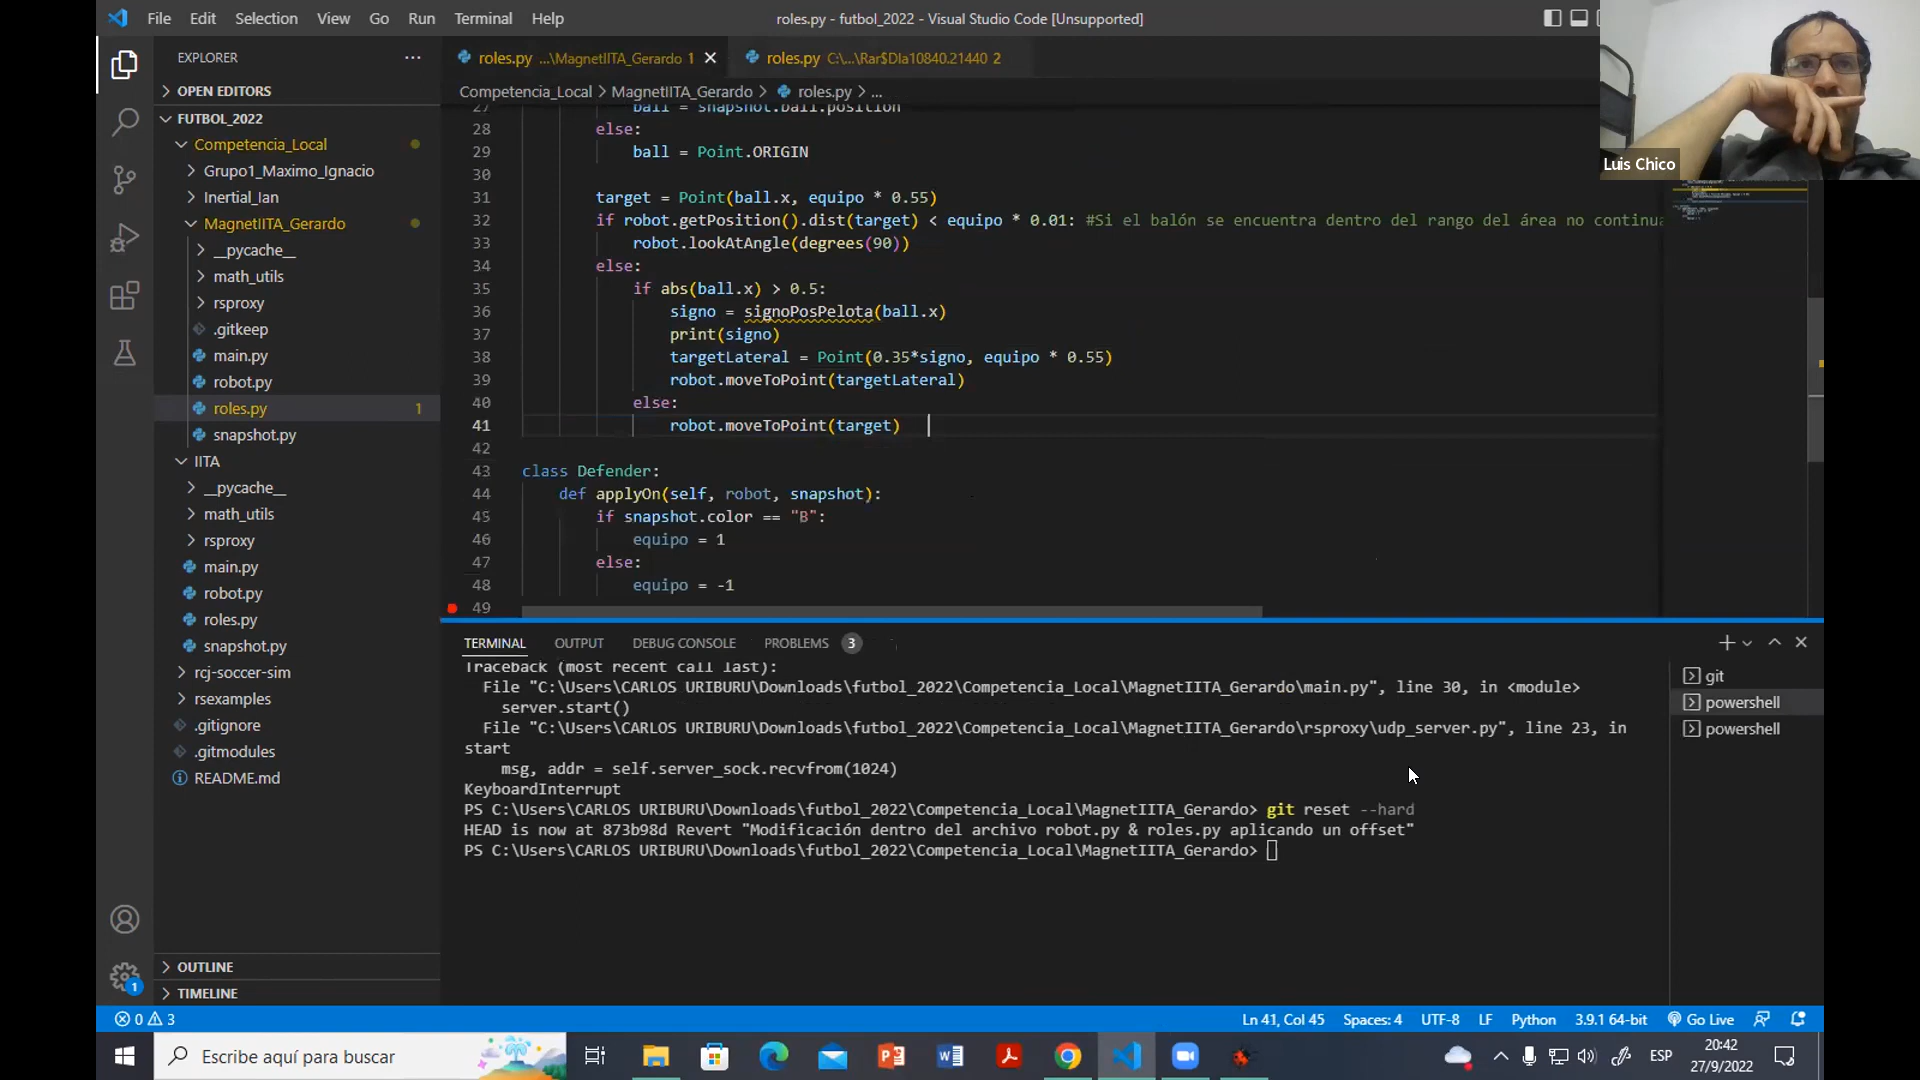 File Edit Selection View Go Run Terminal Help
roles.py - futbol_2022 - Visual Studio Code [Unsupported]
Luis Chico
EXPLORER
OPEN EDITORS
FUTBOL_2022
Competencia_Local
Grupo1_Maximo_Ignacio
Inertial_Ian
MagnetIITA_Gerardo
__pycache__
math_utils
rsproxy
.gitkeep
main.py
robot.py
roles.py 1
snapshot.py
IITA
__pycache__
math_utils
rsproxy
main.py
robot.py
roles.py
snapshot.py
rcj-soccer-sim
rsexamples
.gitignore
.gitmodules
README.md
OUTLINE
TIMELINE
roles.py ...\MagnetIITA_Gerardo 1
roles.py C:\...\Rar$DIa10840.21440 2
Competencia_Local > MagnetIITA_Gerardo > roles.py > ...
27 ball = snapshot.ball.position
28 else:
29 ball = Point.ORIGIN
30
31 target = Point(ball.x, equipo * 0.55)
32 if robot.getPosition().dist(target) < equipo * 0.01: #Si el balón se encuentra dentro del rango del área no continua
33 robot.lookAtAngle(degrees(90))
34 else:
35 if abs(ball.x) > 0.5:
36 signo = signoPosPelota(ball.x)
37 print(signo)
38 targetLateral = Point(0.35*signo, equipo * 0.55)
39 robot.moveToPoint(targetLateral)
40 else:
41 robot.moveToPoint(target)
42
43 class Defender:
44 def applyOn(self, robot, snapshot):
45 if snapshot.color == "B":
46 equipo = 1
47 else:
48 equipo = -1
49
TERMINAL OUTPUT DEBUG CONSOLE PROBLEMS 3
Traceback (most recent call last):
File "C:\Users\CARLOS URIBURU\Downloads\futbol_2022\Competencia_Local\MagnetIITA_Gerardo\main.py", line 30, in <module>
server.start()
File "C:\Users\CARLOS URIBURU\Downloads\futbol_2022\Competencia_Local\MagnetIITA_Gerardo\rsproxy\udp_server.py", line 23, in
start
msg, addr = self.server_sock.recvfrom(1024)
KeyboardInterrupt
PS C:\Users\CARLOS URIBURU\Downloads\futbol_2022\Competencia_Local\MagnetIITA_Gerardo> git reset --hard
HEAD is now at 873b98d Revert "Modificación dentro del archivo robot.py & roles.py aplicando un offset"
PS C:\Users\CARLOS URIBURU\Downloads\futbol_2022\Competencia_Local\MagnetIITA_Gerardo>
git
powershell
powershell
1
0 3
Ln 41, Col 45 Spaces: 4 UTF-8 LF Python 3.9.1 64-bit Go Live
Escribe aquí para buscar
ESP
20:42
27/9/2022